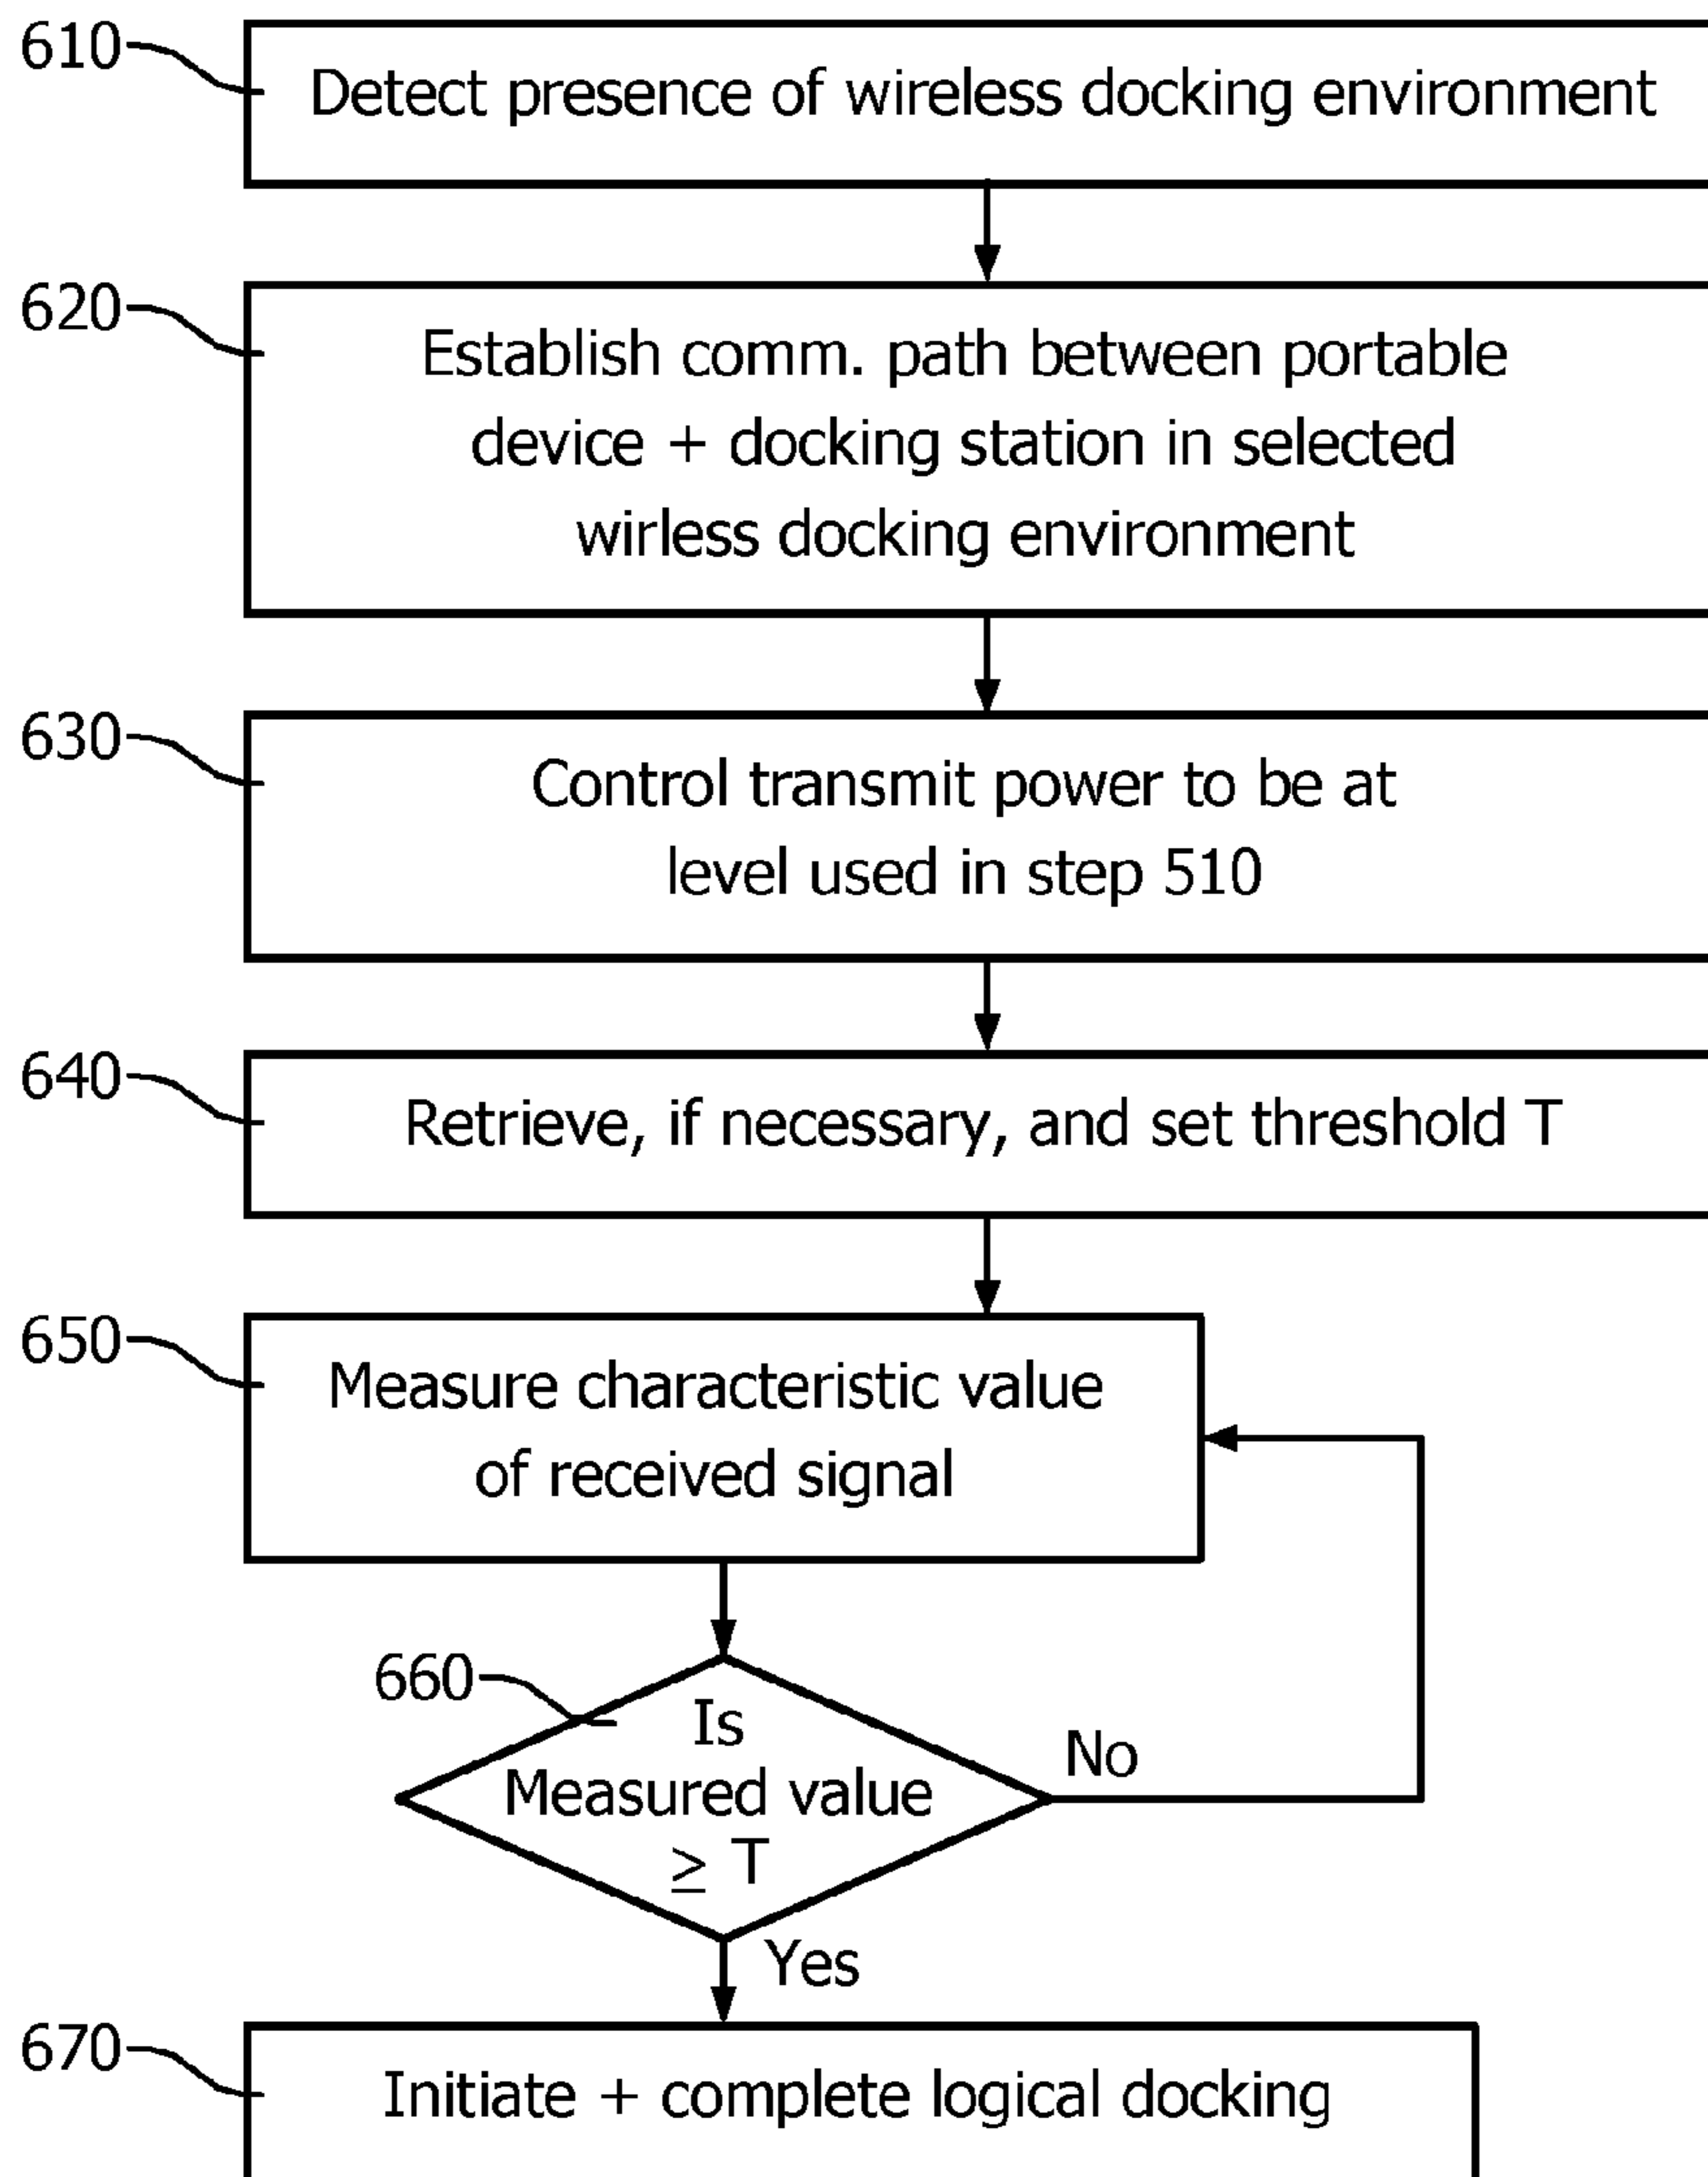 610
Detect presence of wireless docking environment
620
Establish comm. path between portable
device + docking station in selected
wirless docking environment
630
Control transmit power to be at
level used in step 510
640
Retrieve, if necessary, and set threshold T
650
Measure characteristic value
of received signal
660
Is
Measured value
≥ T
No
Yes
670
Initiate + complete logical docking